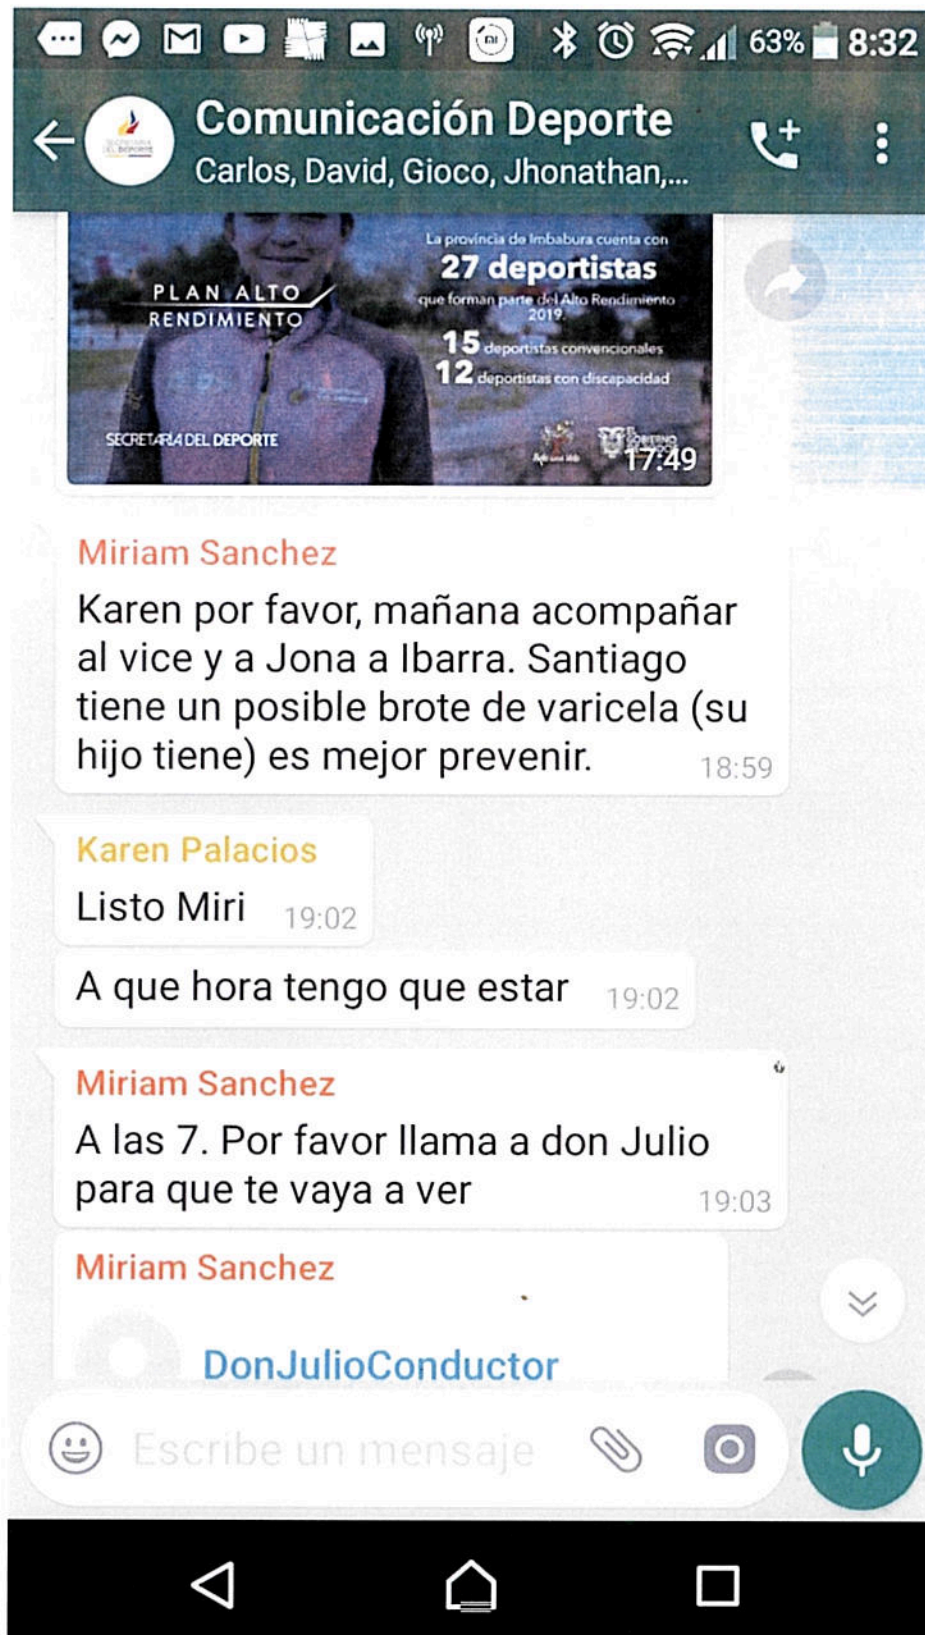 63% 8:32
Comunicación Deporte
Carlos, David, Gioco, Jhonathan,...
La provincia de Imbabura cuenta con
27 deportistas
que forman parte del Alto Rendimiento
2019.
15 deportistas convencionales
12 deportistas con discapacidad
PLAN ALTO
RENDIMIENTO
SECRETARÍA DEL DEPORTE
17:49
Miriam Sanchez
Karen por favor, mañana acompañar
al vice y a Jona a Ibarra. Santiago
tiene un posible brote de varicela (su
hijo tiene) es mejor prevenir. 18:59
Karen Palacios
Listo Miri 19:02
A que hora tengo que estar 19:02
Miriam Sanchez
A las 7. Por favor llama a don Julio
para que te vaya a ver 19:03
Miriam Sanchez
DonJulioConductor
Escribe un mensaje